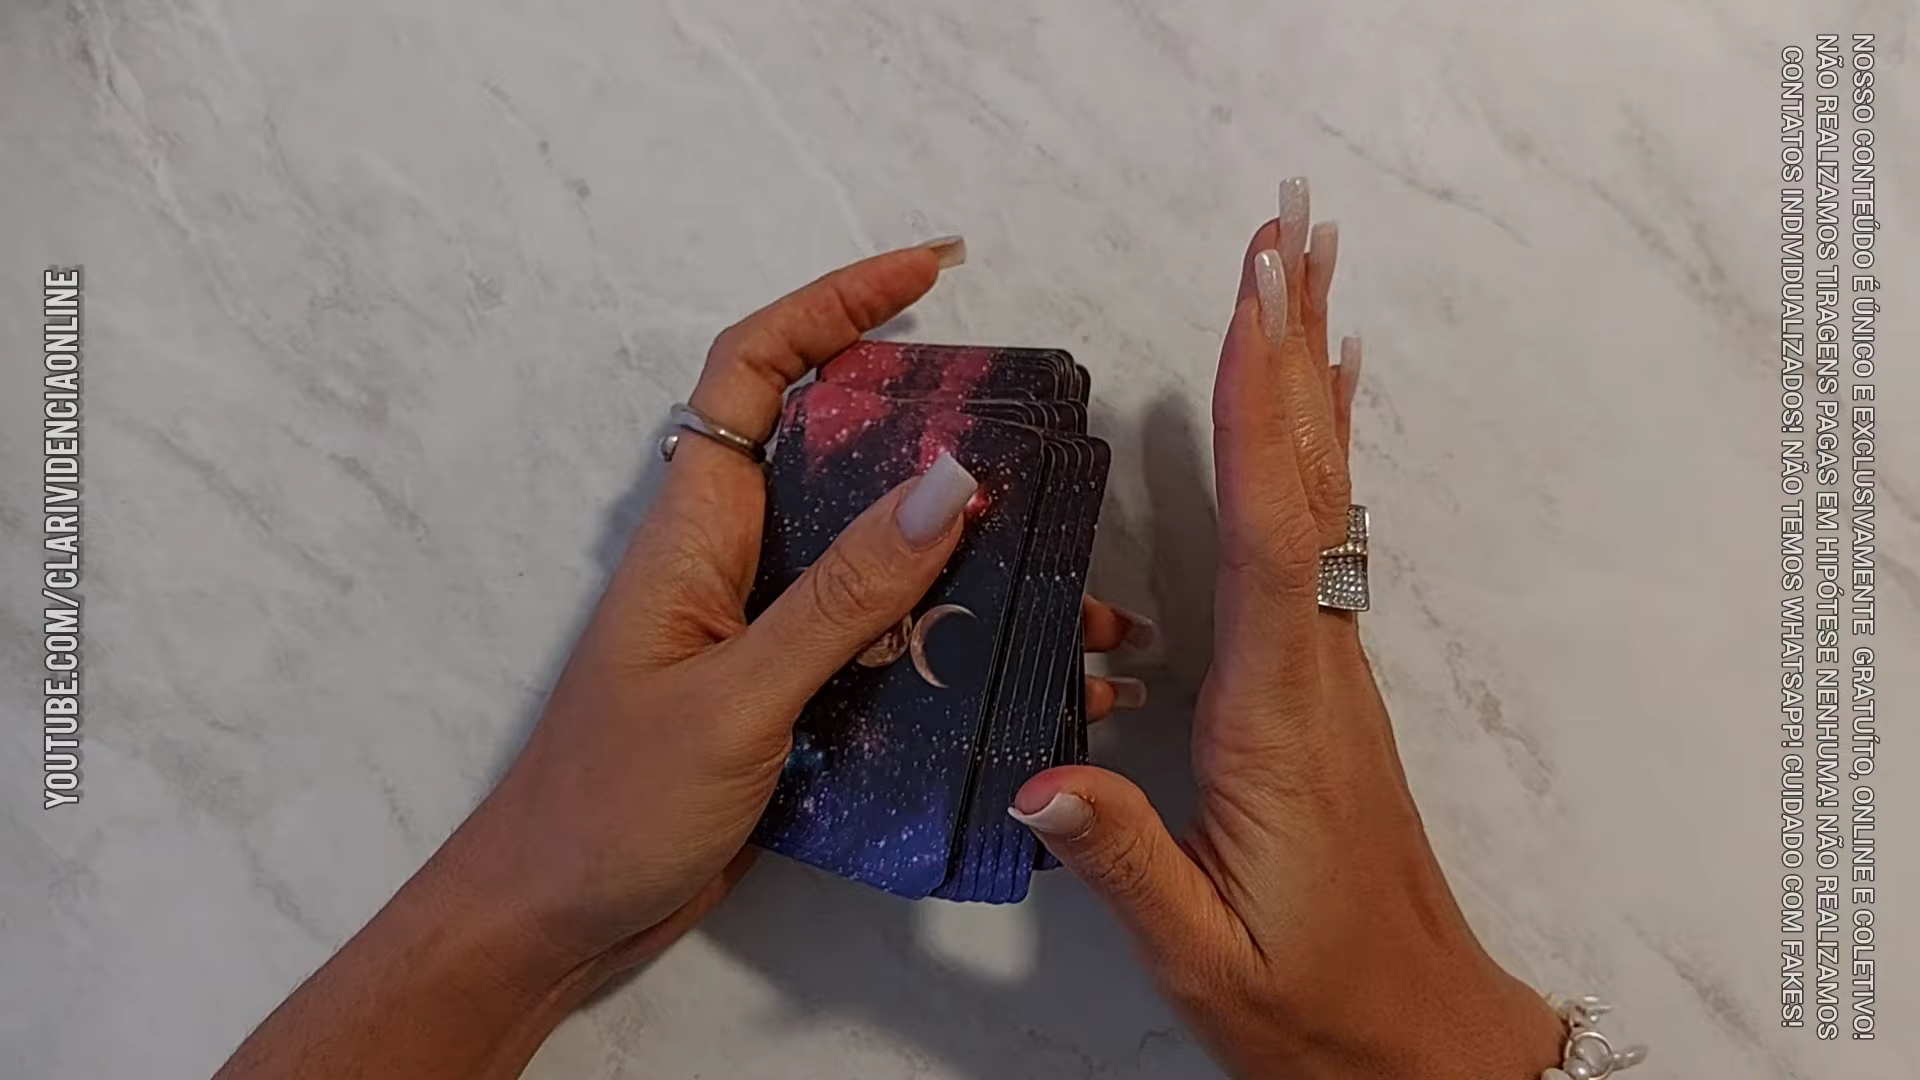 YOUTUBE.COM/CLARIVIDENCIAONLINE
NOSSO CONTEÚDO É ÚNICO E EXCLUSIVAMENTE GRATUÍTO, ONLINE E COLETIVO!
NÃO REALIZAMOS TIRAGENS PAGAS EM HIPÓTESE NENHUMA! NÃO REALIZAMOS
CONTATOS INDIVIDUALIZADOS! NÃO TEMOS WHATSAPP! CUIDADO COM FAKES!